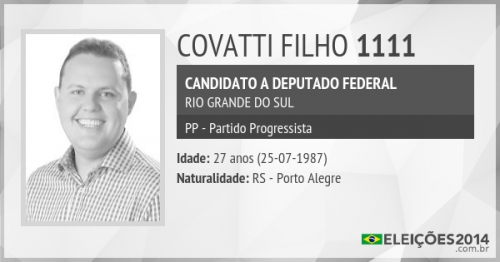 COVATTI FILHO 1111
CANDIDATO A DEPUTADO FEDERAL
RIO GRANDE DO SUL
PP - Partido Progressista
Idade: 27 anos (25-07-1987)
Naturalidade: RS - Porto Alegre
ELEIÇÕES2014
.com.br